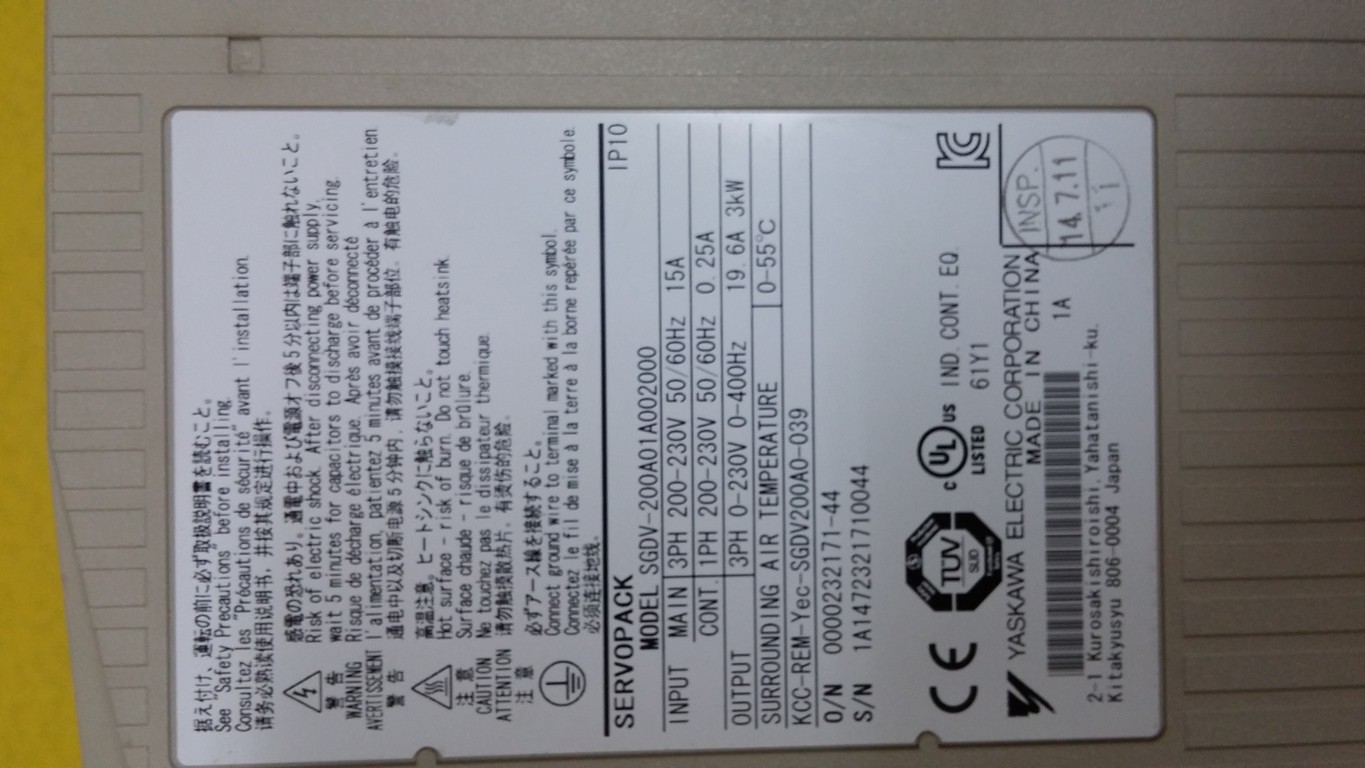 据え付け、運転の前に必ず取扱説明書を読むこと。
See "Safety Precautions" before installing.
Consultez les "Précautions de sécurité" avant l'installation.
请务必熟读使用说明书，并按其规定进行操作。
警告
WARNING
AVERTISSEMENT
警告
感電の恐れあり。通電中および電源オフ後5分以内は端子部に触れないこと。
Risk of electric shock. After disconnecting power supply,
wait 5 minutes for capacitors to discharge before servicing.
Risque de décharge électrique. Après avoir déconnecté
l'alimentation, patientez 5 minutes avant de procéder à l'entretien
通电中以及切断电源5分钟内，请勿触摸接线端子部位。有触电的危险。
注意
CAUTION
ATTENTION
注意
高温注意。ヒートシンクに触らないこと。
Hot surface - risk of burn. Do not touch heatsink.
Surface chaude - risque de brûlure.
Ne touchez pas le dissipateur thermique.
请勿触摸散热片。有烫伤的危险。
必ずアース線を接続すること。
Connect ground wire to terminal marked with this symbol.
Connectez le fil de mise à la terre à la borne repérée par ce symbole.
必须连接地线。
SERVOPACK IP10
MODEL SGDV-200A01A002000
INPUT MAIN 3PH 200-230V 50/60Hz 15A
CONT. 1PH 200-230V 50/60Hz 0.25A
OUTPUT 3PH 0-230V 0-400Hz 19.6A 3kW
SURROUNDING AIR TEMPERATURE 0-55°C
KCC-REM-Yec-SGDV200A0-039
O/N 0000232171-44
S/N 1A1472321710044
CE
TÜV
SÜD
c UL US
LISTED
IND. CONT. EQ.
61Y1
KC
YASKAWA ELECTRIC CORPORATION
MADE IN CHINA
1A
2-1 Kurosakishiroishi, Yahatanishi-ku,
Kitakyusyu 806-0004 Japan
INSP.
14.7.11
11